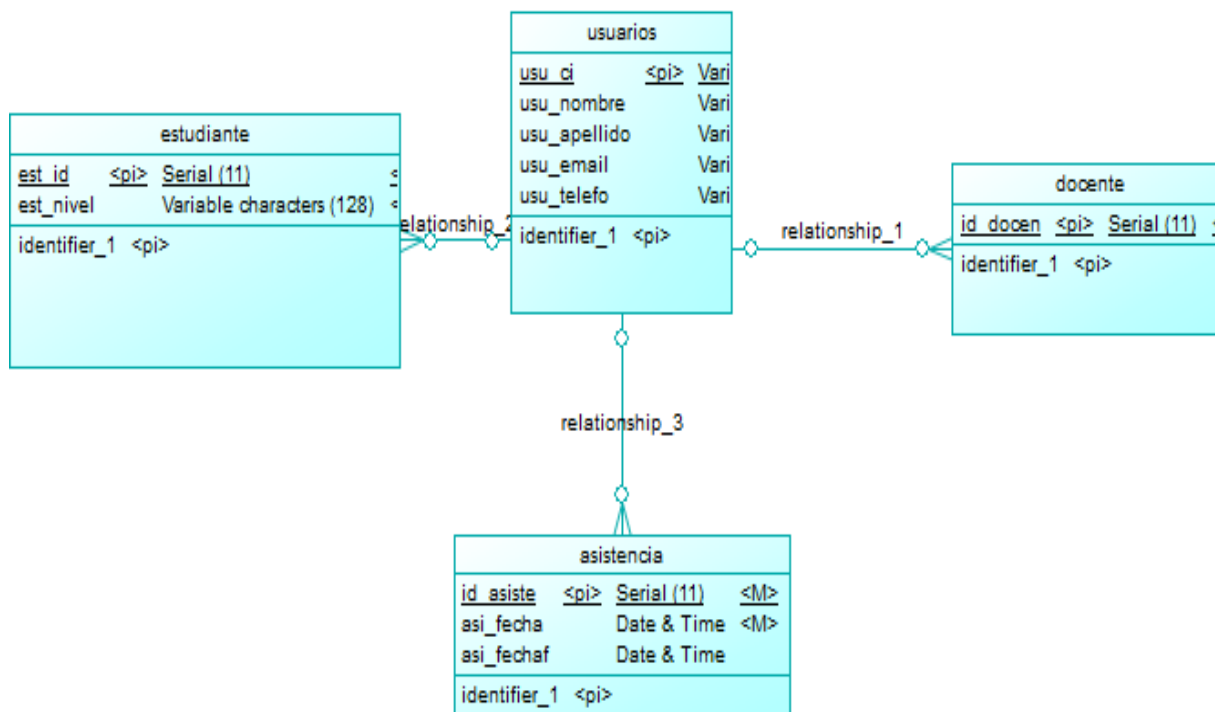 usuarios
usu_ci <pi> Vari
usu_nombre Vari
usu_apellido Vari
usu_email Vari
usu_telefo Vari
identifier_1 <pi>
estudiante
est_id <pi> Serial (11) <
est_nivel Variable characters (128) <
identifier_1 <pi>
elationship_2
relationship_1
docente
id_docen <pi> Serial (11)
identifier_1 <pi>
relationship_3
asistencia
id_asiste <pi> Serial (11) <M>
asi_fecha Date & Time <M>
asi_fechaf Date & Time
identifier_1 <pi>